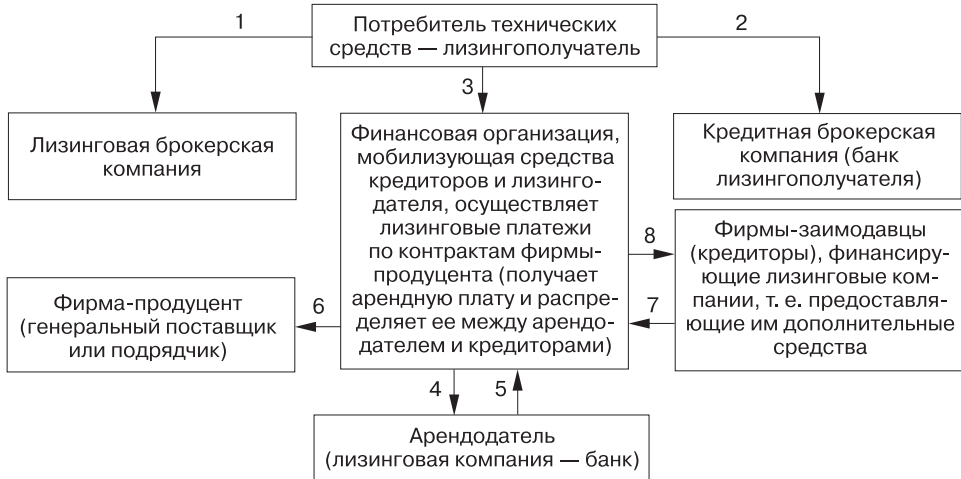 1
Потребитель технических
средств — лизингополучатель
2
3
Лизинговая брокерская
компания
Финансовая организация,
мобилизующая средства
кредиторов и лизинго-
дателя, осуществляет
лизинговые платежи
по контрактам фирмы-
продуцента (получает
арендную плату и распре-
деляет ее между арендо-
дателем и кредиторами)
Кредитная брокерская
компания (банк
лизингополучателя)
8
Фирмы-заимодавцы
(кредиторы), финансиру-
ющие лизинговые ком-
пании, т. е. предоставля-
ющие им дополнительные
средства
7
Фирма-продуцент
(генеральный поставщик
или подрядчик)
6
4
5
Арендодатель
(лизинговая компания — банк)